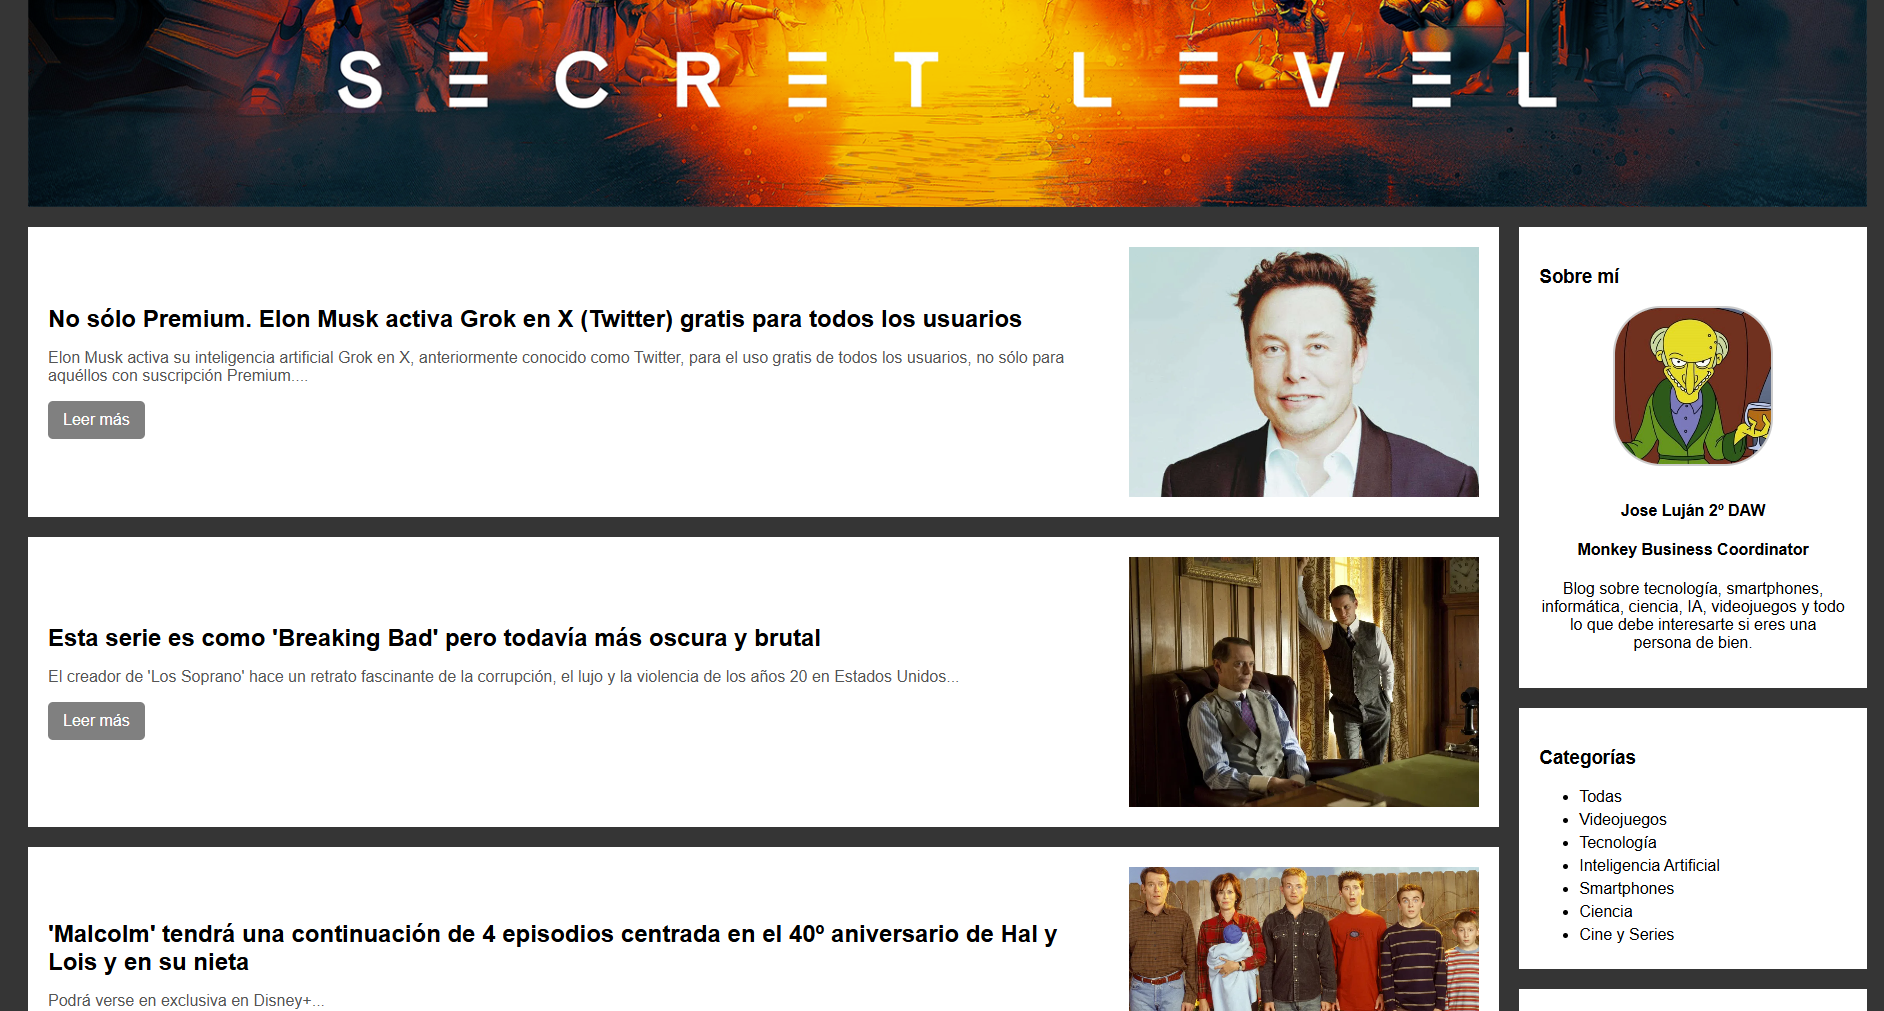 SECRET LEVEL
No sólo Premium. Elon Musk activa Grok en X (Twitter) gratis para todos los usuarios
Elon Musk activa su inteligencia artificial Grok en X, anteriormente conocido como Twitter, para el uso gratis de todos los usuarios, no sólo para
aquéllos con suscripción Premium....
Leer más
Esta serie es como 'Breaking Bad' pero todavía más oscura y brutal
El creador de 'Los Soprano' hace un retrato fascinante de la corrupción, el lujo y la violencia de los años 20 en Estados Unidos...
Leer más
'Malcolm' tendrá una continuación de 4 episodios centrada en el 40º aniversario de Hal y
Lois y en su nieta
Podrá verse en exclusiva en Disney+...
Sobre mí
Jose Luján 2º DAW
Monkey Business Coordinator
Blog sobre tecnología, smartphones,
informática, ciencia, IA, videojuegos y todo
lo que debe interesarte si eres una
persona de bien.
Categorías
Todas
Videojuegos
Tecnología
Inteligencia Artificial
Smartphones
Ciencia
Cine y Series